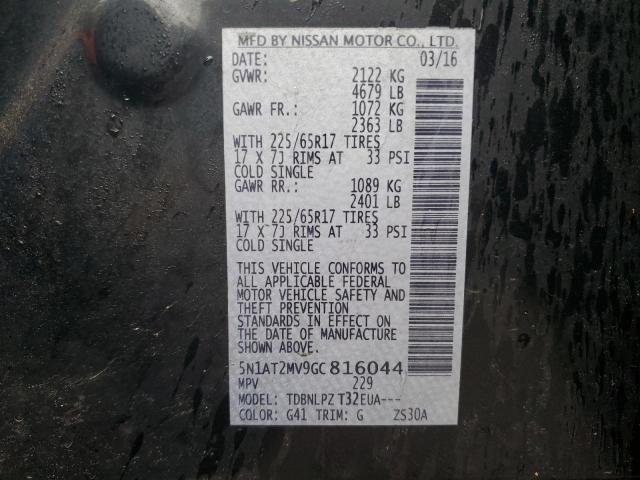 MFD BY NISSAN MOTOR CO., LTD.
DATE: 03/16
GVWR: 2122 KG
4679 LB
GAWR FR.: 1072 KG
2363 LB
WITH 225/65R17 TIRES
17 X 7J RIMS AT 33 PSI
COLD SINGLE
GAWR RR.: 1089 KG
2401 LB
WITH 225/65R17 TIRES
17 X 7J RIMS AT 33 PSI
COLD SINGLE
THIS VEHICLE CONFORMS TO
ALL APPLICABLE FEDERAL
MOTOR VEHICLE SAFETY AND
THEFT PREVENTION
STANDARDS IN EFFECT ON
THE DATE OF MANUFACTURE
SHOWN ABOVE.
5N1AT2MV9GC816044
MPV 229
MODEL: TDBNLPZ T32EUA---
COLOR: G41 TRIM: G ZS30A